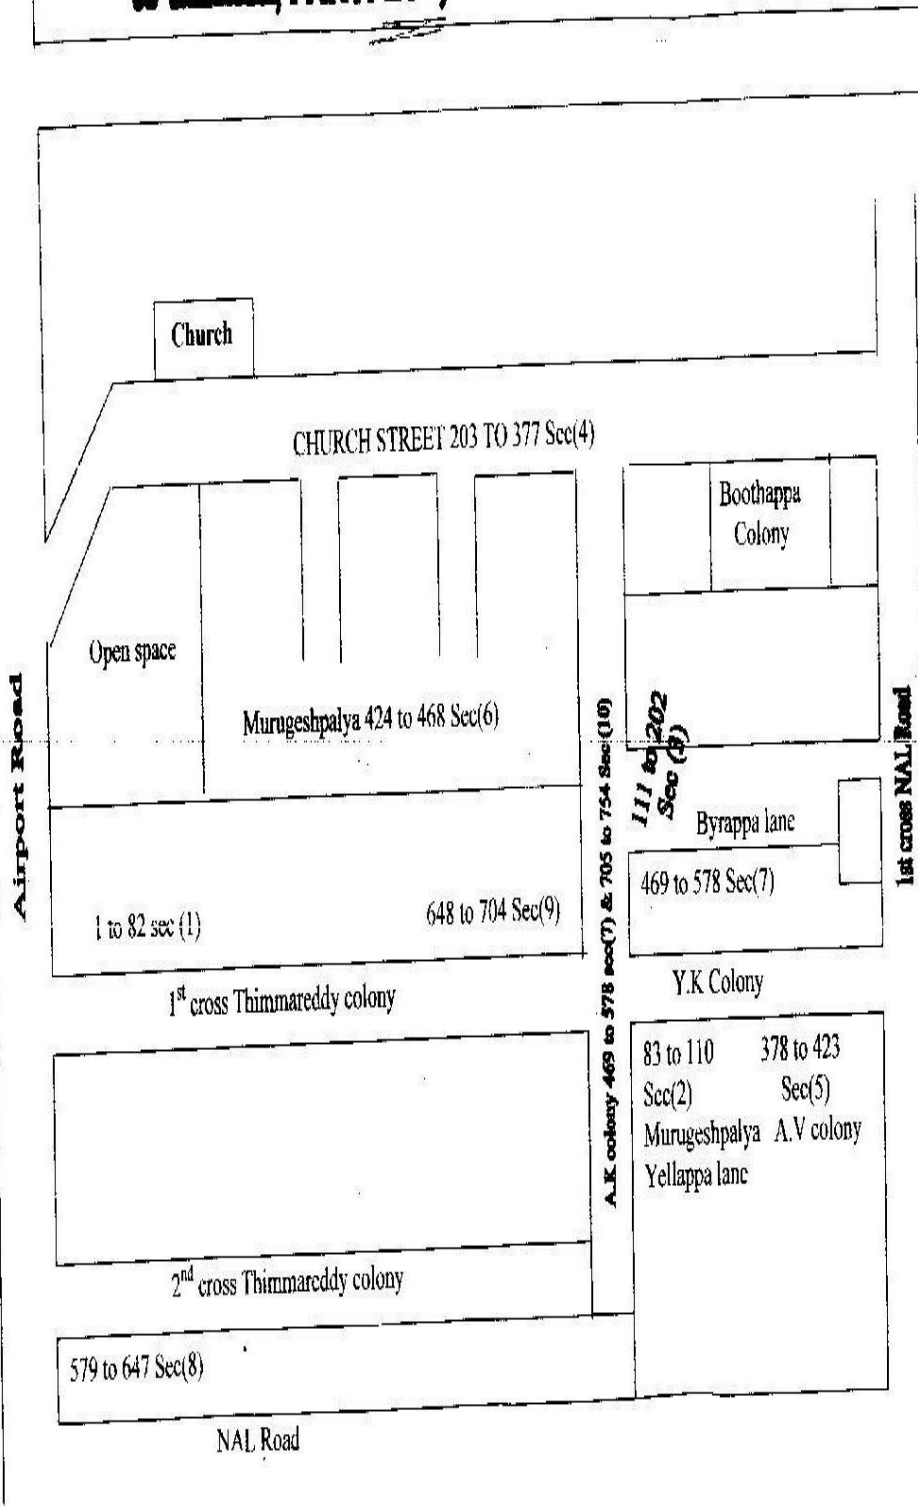 Church
CHURCH STREET 203 TO 377 Sec(4)
Boothappa
Colony
Open space
Murugeshpalya 424 to 468 Sec(6)
Airport Road
A.K colony 469 to 578 sec(7) & 705 to 754 Sec (10)
111 to 202
Sec (3)
1st cross NAL Road
Byrappa lane
469 to 578 Sec(7)
1 to 82 sec (1)
648 to 704 Sec(9)
1st cross Thimmareddy colony
Y.K Colony
83 to 110
Sec(2)
Murugeshpalya
Yellappa lane
378 to 423
Sec(5)
A.V colony
2nd cross Thimmareddy colony
579 to 647 Sec(8)
NAL Road